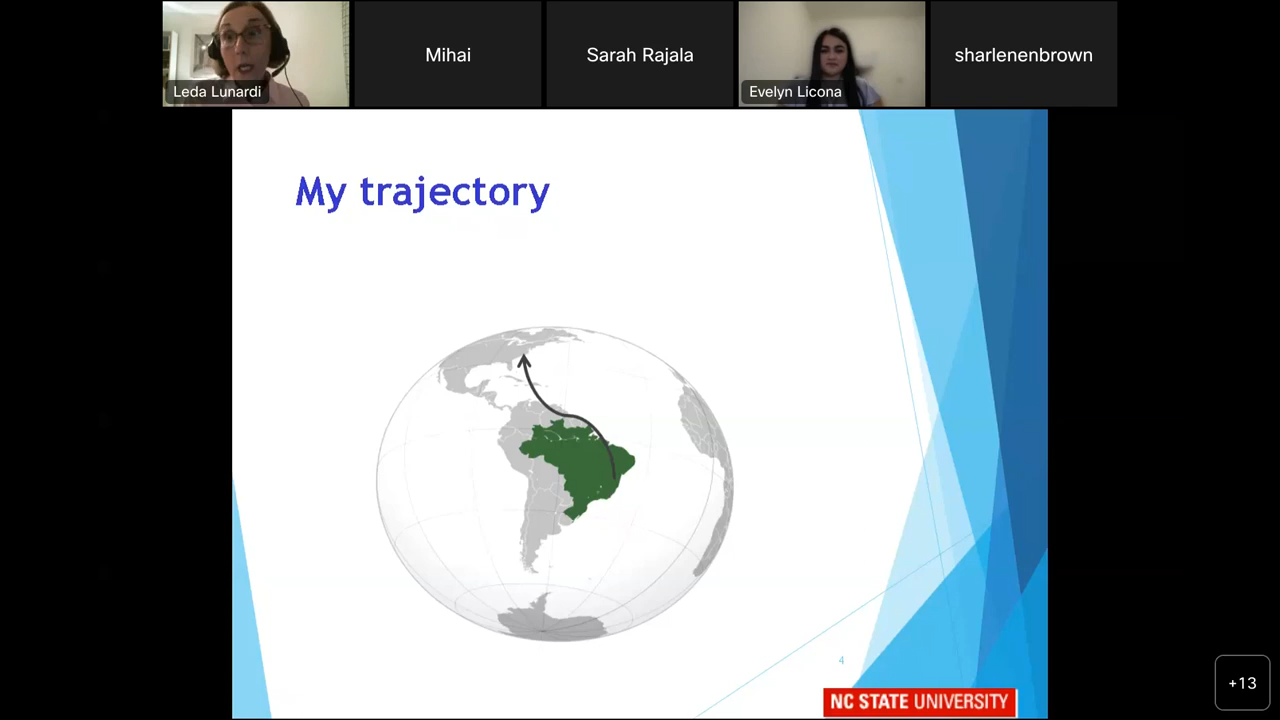 Leda Lunardi
Mihai
Sarah Rajala
Evelyn Licona
sharlenenbrown
My trajectory
4
NC STATE UNIVERSITY
+13